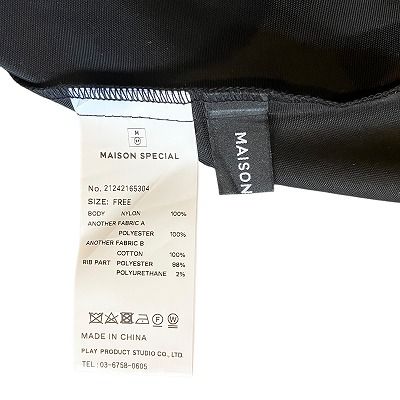 M
MAISON SPECIAL
No. 21242165304
SIZE: FREE
BODY NYLON 100%
ANOTHER FABRIC A
POLYESTER 100%
ANOTHER FABRIC B
COTTON 100%
RIB PART POLYESTER 98%
POLYURETHANE 2%
F W
MADE IN CHINA
PLAY PRODUCT STUDIO CO., LTD.
TEL: 03-6758-0605
MAISON